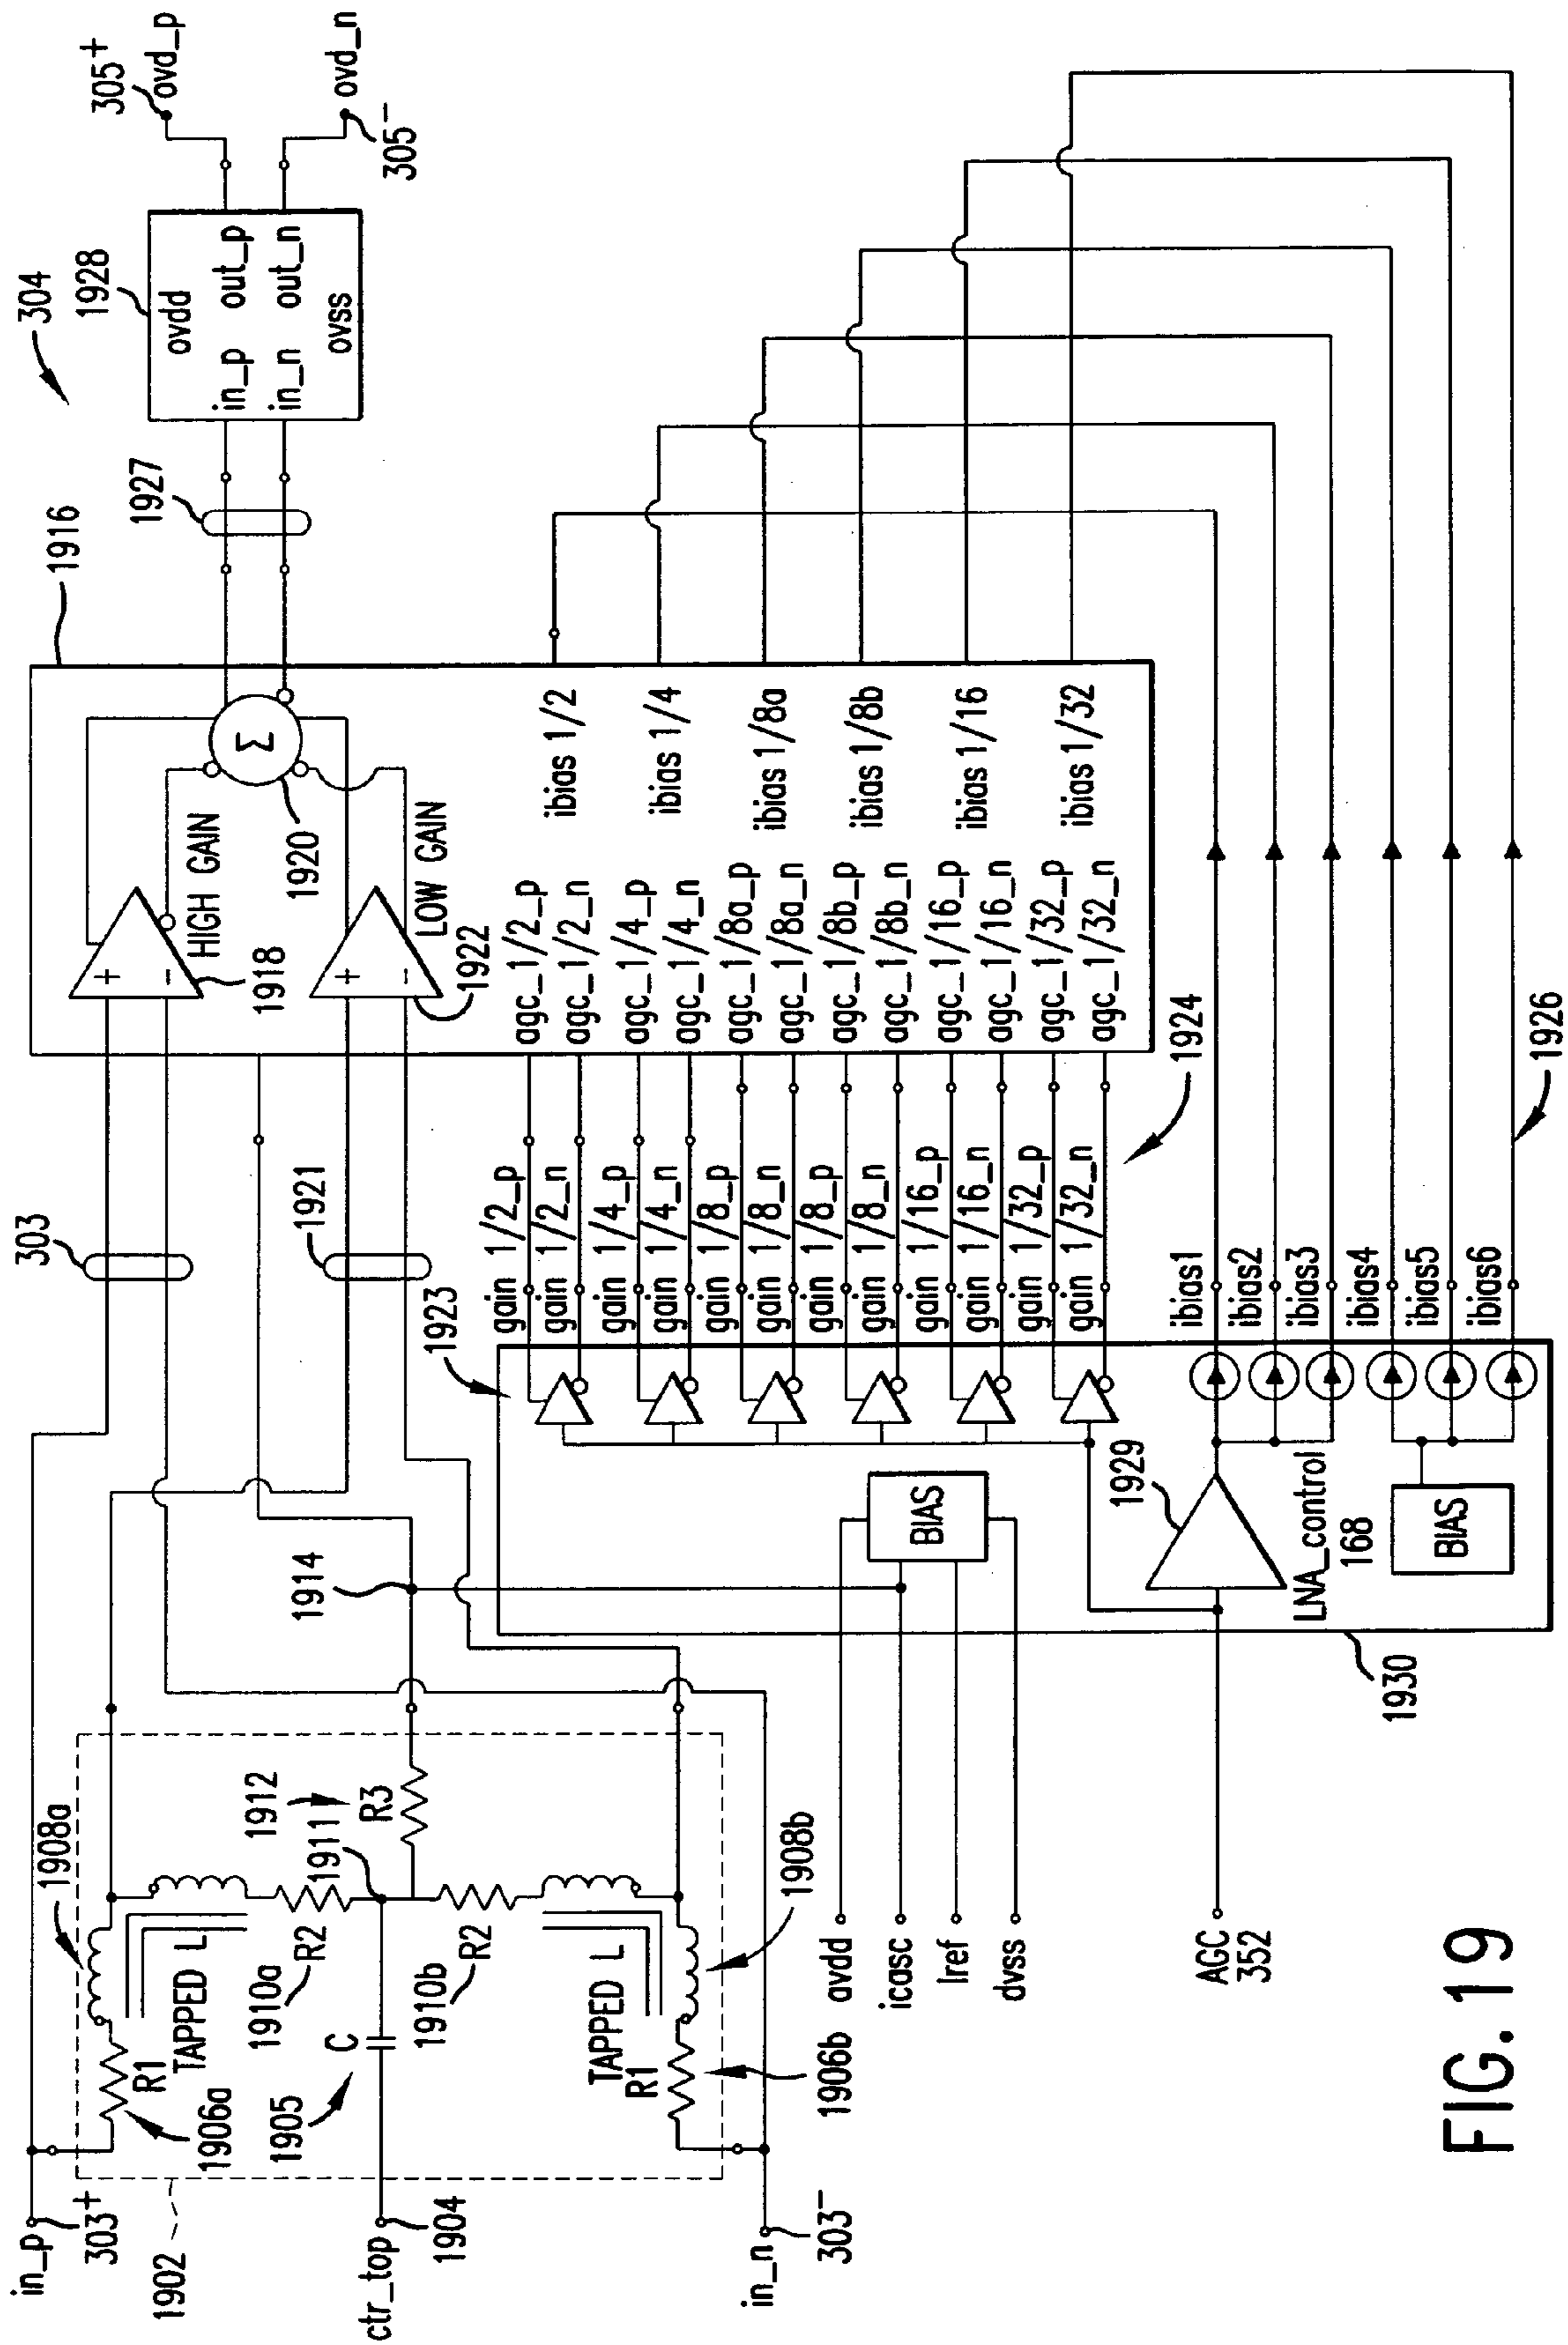 304
in_p
303+
1902
ctr_top
1904
in_n
303−
1906a
R1
1908a
TAPPED L
1910a
R2
1905
C
1911
1912
R3
1910b
R2
TAPPED L
R1
1908b
1906b
1914
303
1921
1916
+
−
HIGH GAIN
1918
Σ
1920
+
−
LOW GAIN
1922
1927
1928
ovdd
in_p out_p
in_n out_n
ovss
305+
ovd_p
ovd_n
305−
agc_1/2_p
agc_1/2_n
agc_1/4_p
agc_1/4_n
agc_1/8a_p
agc_1/8a_n
agc_1/8b_p
agc_1/8b_n
agc_1/16_p
agc_1/16_n
agc_1/32_p
agc_1/32_n
ibias 1/2
ibias 1/4
ibias 1/8a
ibias 1/8b
ibias 1/16
ibias 1/32
1923
gain 1/2_p
gain 1/2_n
gain 1/4_p
gain 1/4_n
gain 1/8_p
gain 1/8_n
gain 1/8_p
gain 1/8_n
gain 1/16_p
gain 1/16_n
gain 1/32_p
gain 1/32_n
1924
avdd
icasc
Iref
dvss
BIAS
AGC
352
1929
LNA_control
168
BIAS
1930
ibias1
ibias2
ibias3
ibias4
ibias5
ibias6
1926
FIG. 19